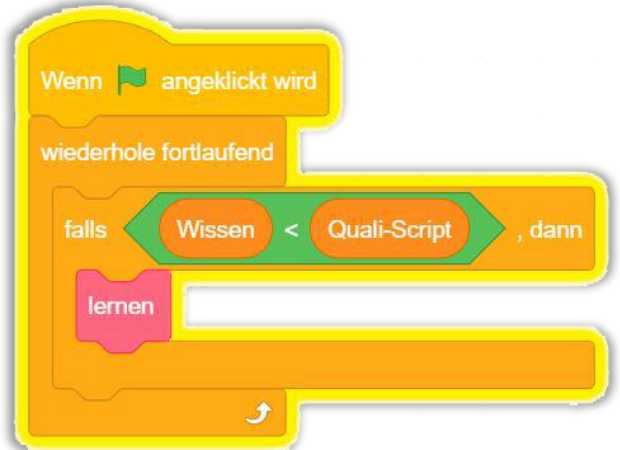 Wenn angeklickt wird
wiederhole fortlaufend
falls Wissen < Quali-Script , dann
lernen